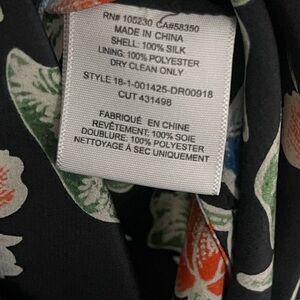 RN# 105230 CA#58350
MADE IN CHINA
SHELL: 100% SILK
LINING: 100% POLYESTER
DRY CLEAN ONLY
STYLE 18-1-001425-DR00918
CUT 431498
FABRIQUÉ EN CHINE
REVÊTEMENT: 100% SOIE
DOUBLURE: 100% POLYESTER
NETTOYAGE À SEC UNIQUEMENT